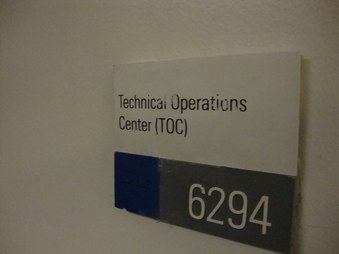 Technical Operations
Center (TOC)
6294